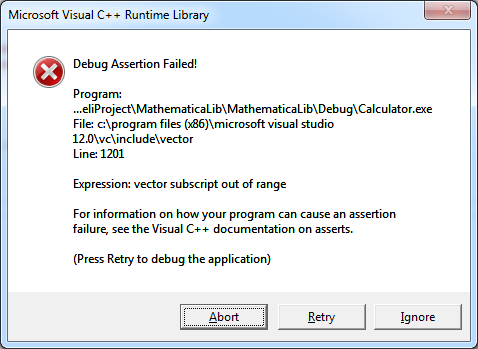 Microsoft Visual C++ Runtime Library
Debug Assertion Failed!
Program:
...eliProject\MathematicaLib\MathematicaLib\Debug\Calculator.exe
File: c:\program files (x86)\microsoft visual studio
12.0\vc\include\vector
Line: 1201
Expression: vector subscript out of range
For information on how your program can cause an assertion
failure, see the Visual C++ documentation on asserts.
(Press Retry to debug the application)
Abort Retry Ignore